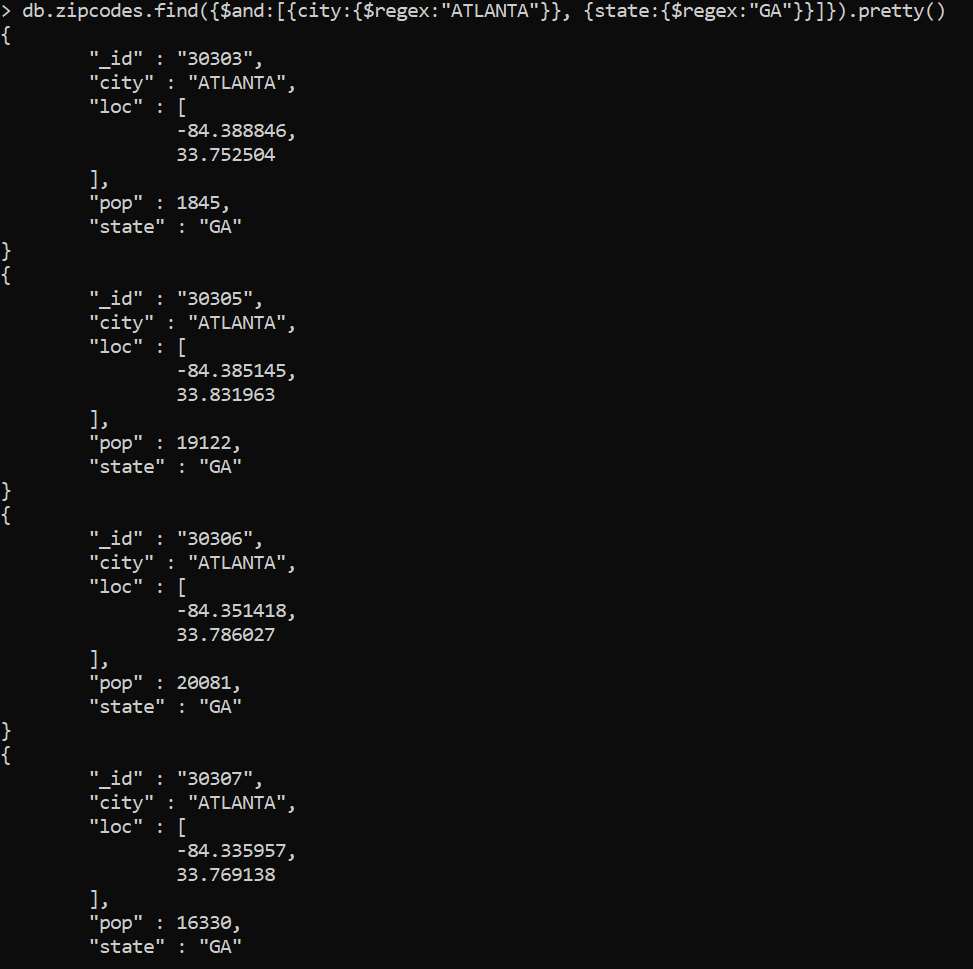 > db.zipcodes.find({$and:[{city:{$regex:"ATLANTA"}}, {state:{$regex:"GA"}}]}).pretty()
{
        "_id" : "30303",
        "city" : "ATLANTA",
        "loc" : [
                -84.388846,
                33.752504
        ],
        "pop" : 1845,
        "state" : "GA"
}
{
        "_id" : "30305",
        "city" : "ATLANTA",
        "loc" : [
                -84.385145,
                33.831963
        ],
        "pop" : 19122,
        "state" : "GA"
}
{
        "_id" : "30306",
        "city" : "ATLANTA",
        "loc" : [
                -84.351418,
                33.786027
        ],
        "pop" : 20081,
        "state" : "GA"
}
{
        "_id" : "30307",
        "city" : "ATLANTA",
        "loc" : [
                -84.335957,
                33.769138
        ],
        "pop" : 16330,
        "state" : "GA"